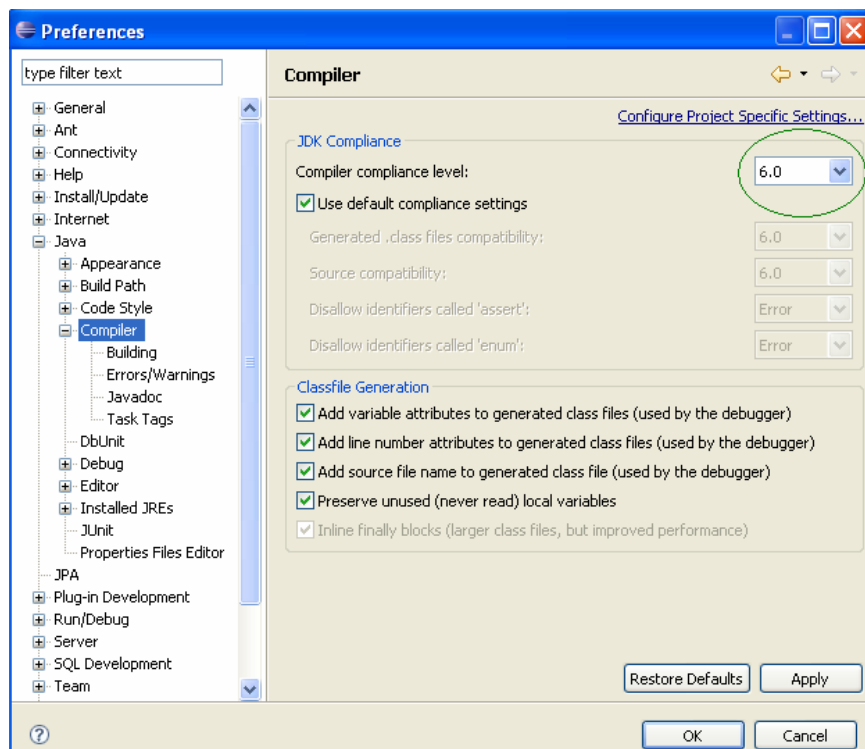 Preferences
type filter text
General
Ant
Connectivity
Help
Install/Update
Internet
Java
Appearance
Build Path
Code Style
Compiler
Building
Errors/Warnings
Javadoc
Task Tags
DbUnit
Debug
Editor
Installed JREs
JUnit
Properties Files Editor
JPA
Plug-in Development
Run/Debug
Server
SQL Development
Team
Compiler
Configure Project Specific Settings...
JDK Compliance
Compiler compliance level: 6.0
Use default compliance settings
Generated .class files compatibility: 6.0
Source compatibility: 6.0
Disallow identifiers called 'assert': Error
Disallow identifiers called 'enum': Error
Classfile Generation
Add variable attributes to generated class files (used by the debugger)
Add line number attributes to generated class files (used by the debugger)
Add source file name to generated class file (used by the debugger)
Preserve unused (never read) local variables
Inline finally blocks (larger class files, but improved performance)
Restore Defaults Apply
? OK Cancel